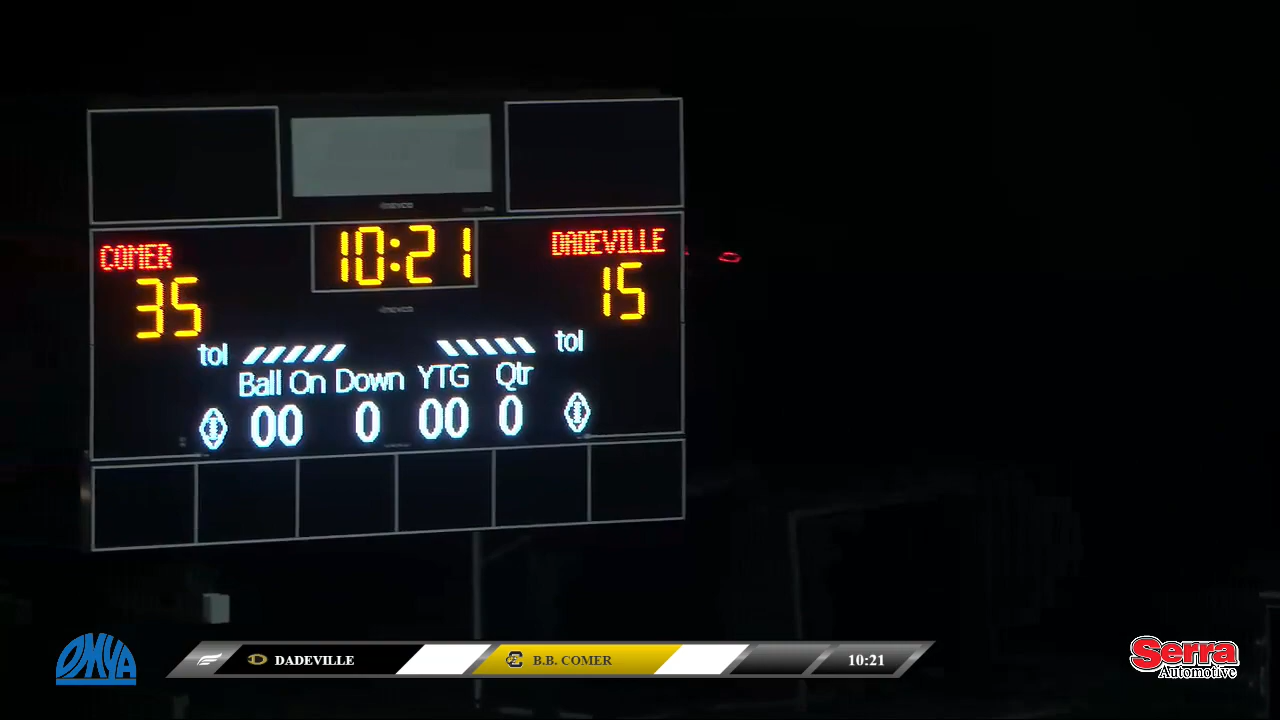 COMER
10:21
DADEVILLE
35
15
tol
tol
Ball On Down YTG Qtr
00 0 00 0
OMYA
DADEVILLE
B.B. COMER
10:21
Serra
Automotive